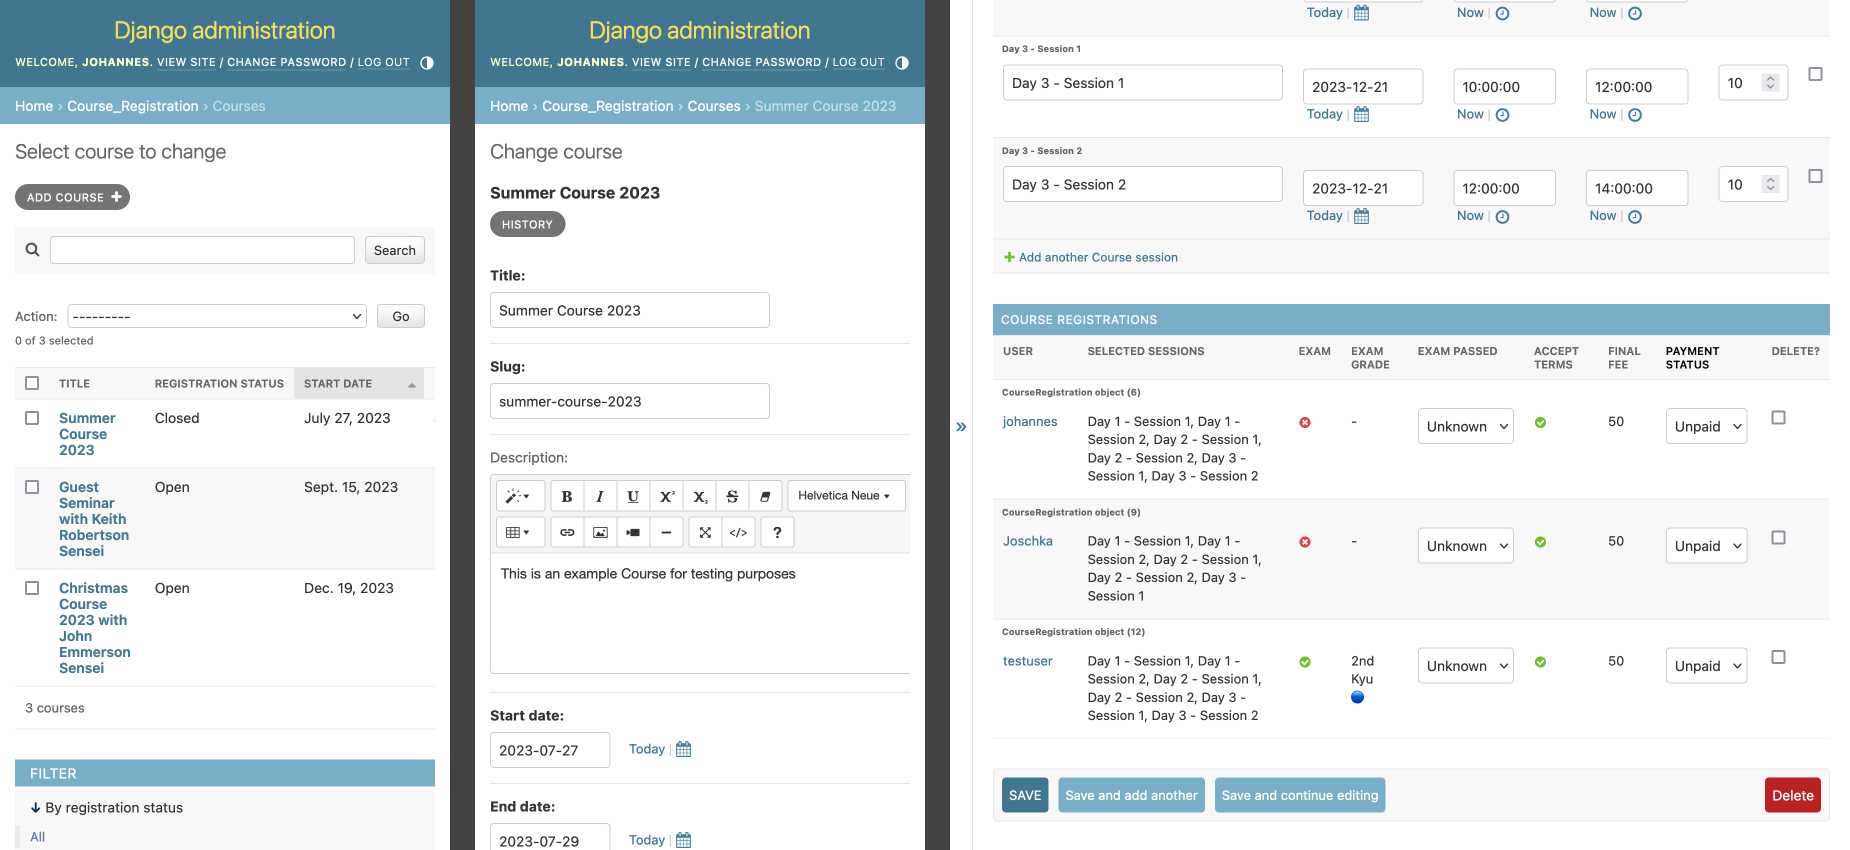 Django administration
WELCOME, JOHANNES. VIEW SITE / CHANGE PASSWORD / LOG OUT
Home › Course_Registration › Courses
Select course to change
ADD COURSE +
Search
Action: ---------
Go
0 of 3 selected
TITLE REGISTRATION STATUS START DATE
Summer Course 2023 Closed July 27, 2023
Guest Seminar with Keith Robertson Sensei Open Sept. 15, 2023
Christmas Course 2023 with John Emmerson Sensei Open Dec. 19, 2023
3 courses
FILTER
By registration status
All
Django administration
WELCOME, JOHANNES. VIEW SITE / CHANGE PASSWORD / LOG OUT
Home › Course_Registration › Courses › Summer Course 2023
Change course
Summer Course 2023
HISTORY
Title:
Summer Course 2023
Slug:
summer-course-2023
Description:
B I U X² X₂ S Helvetica Neue
</> ?
This is an example Course for testing purposes
Start date:
2023-07-27 Today |
End date:
2023-07-29 Today |
»
Today | Now | Now |
Day 3 - Session 1
Day 3 - Session 1 2023-12-21 10:00:00 12:00:00 10
Today | Now | Now |
Day 3 - Session 2
Day 3 - Session 2 2023-12-21 12:00:00 14:00:00 10
Today | Now | Now |
+ Add another Course session
COURSE REGISTRATIONS
USER SELECTED SESSIONS EXAM EXAM GRADE EXAM PASSED ACCEPT TERMS FINAL FEE PAYMENT STATUS DELETE?
CourseRegistration object (6)
johannes Day 1 - Session 1, Day 1 - - Unknown 50 Unpaid
Session 2, Day 2 - Session 1,
Day 2 - Session 2, Day 3 -
Session 1, Day 3 - Session 2
CourseRegistration object (9)
Joschka Day 1 - Session 1, Day 1 - - Unknown 50 Unpaid
Session 2, Day 2 - Session 1,
Day 2 - Session 2, Day 3 -
Session 1
CourseRegistration object (12)
testuser Day 1 - Session 1, Day 1 - 2nd Kyu Unknown 50 Unpaid
Session 2, Day 2 - Session 1,
Day 2 - Session 2, Day 3 -
Session 1, Day 3 - Session 2
SAVE Save and add another Save and continue editing Delete